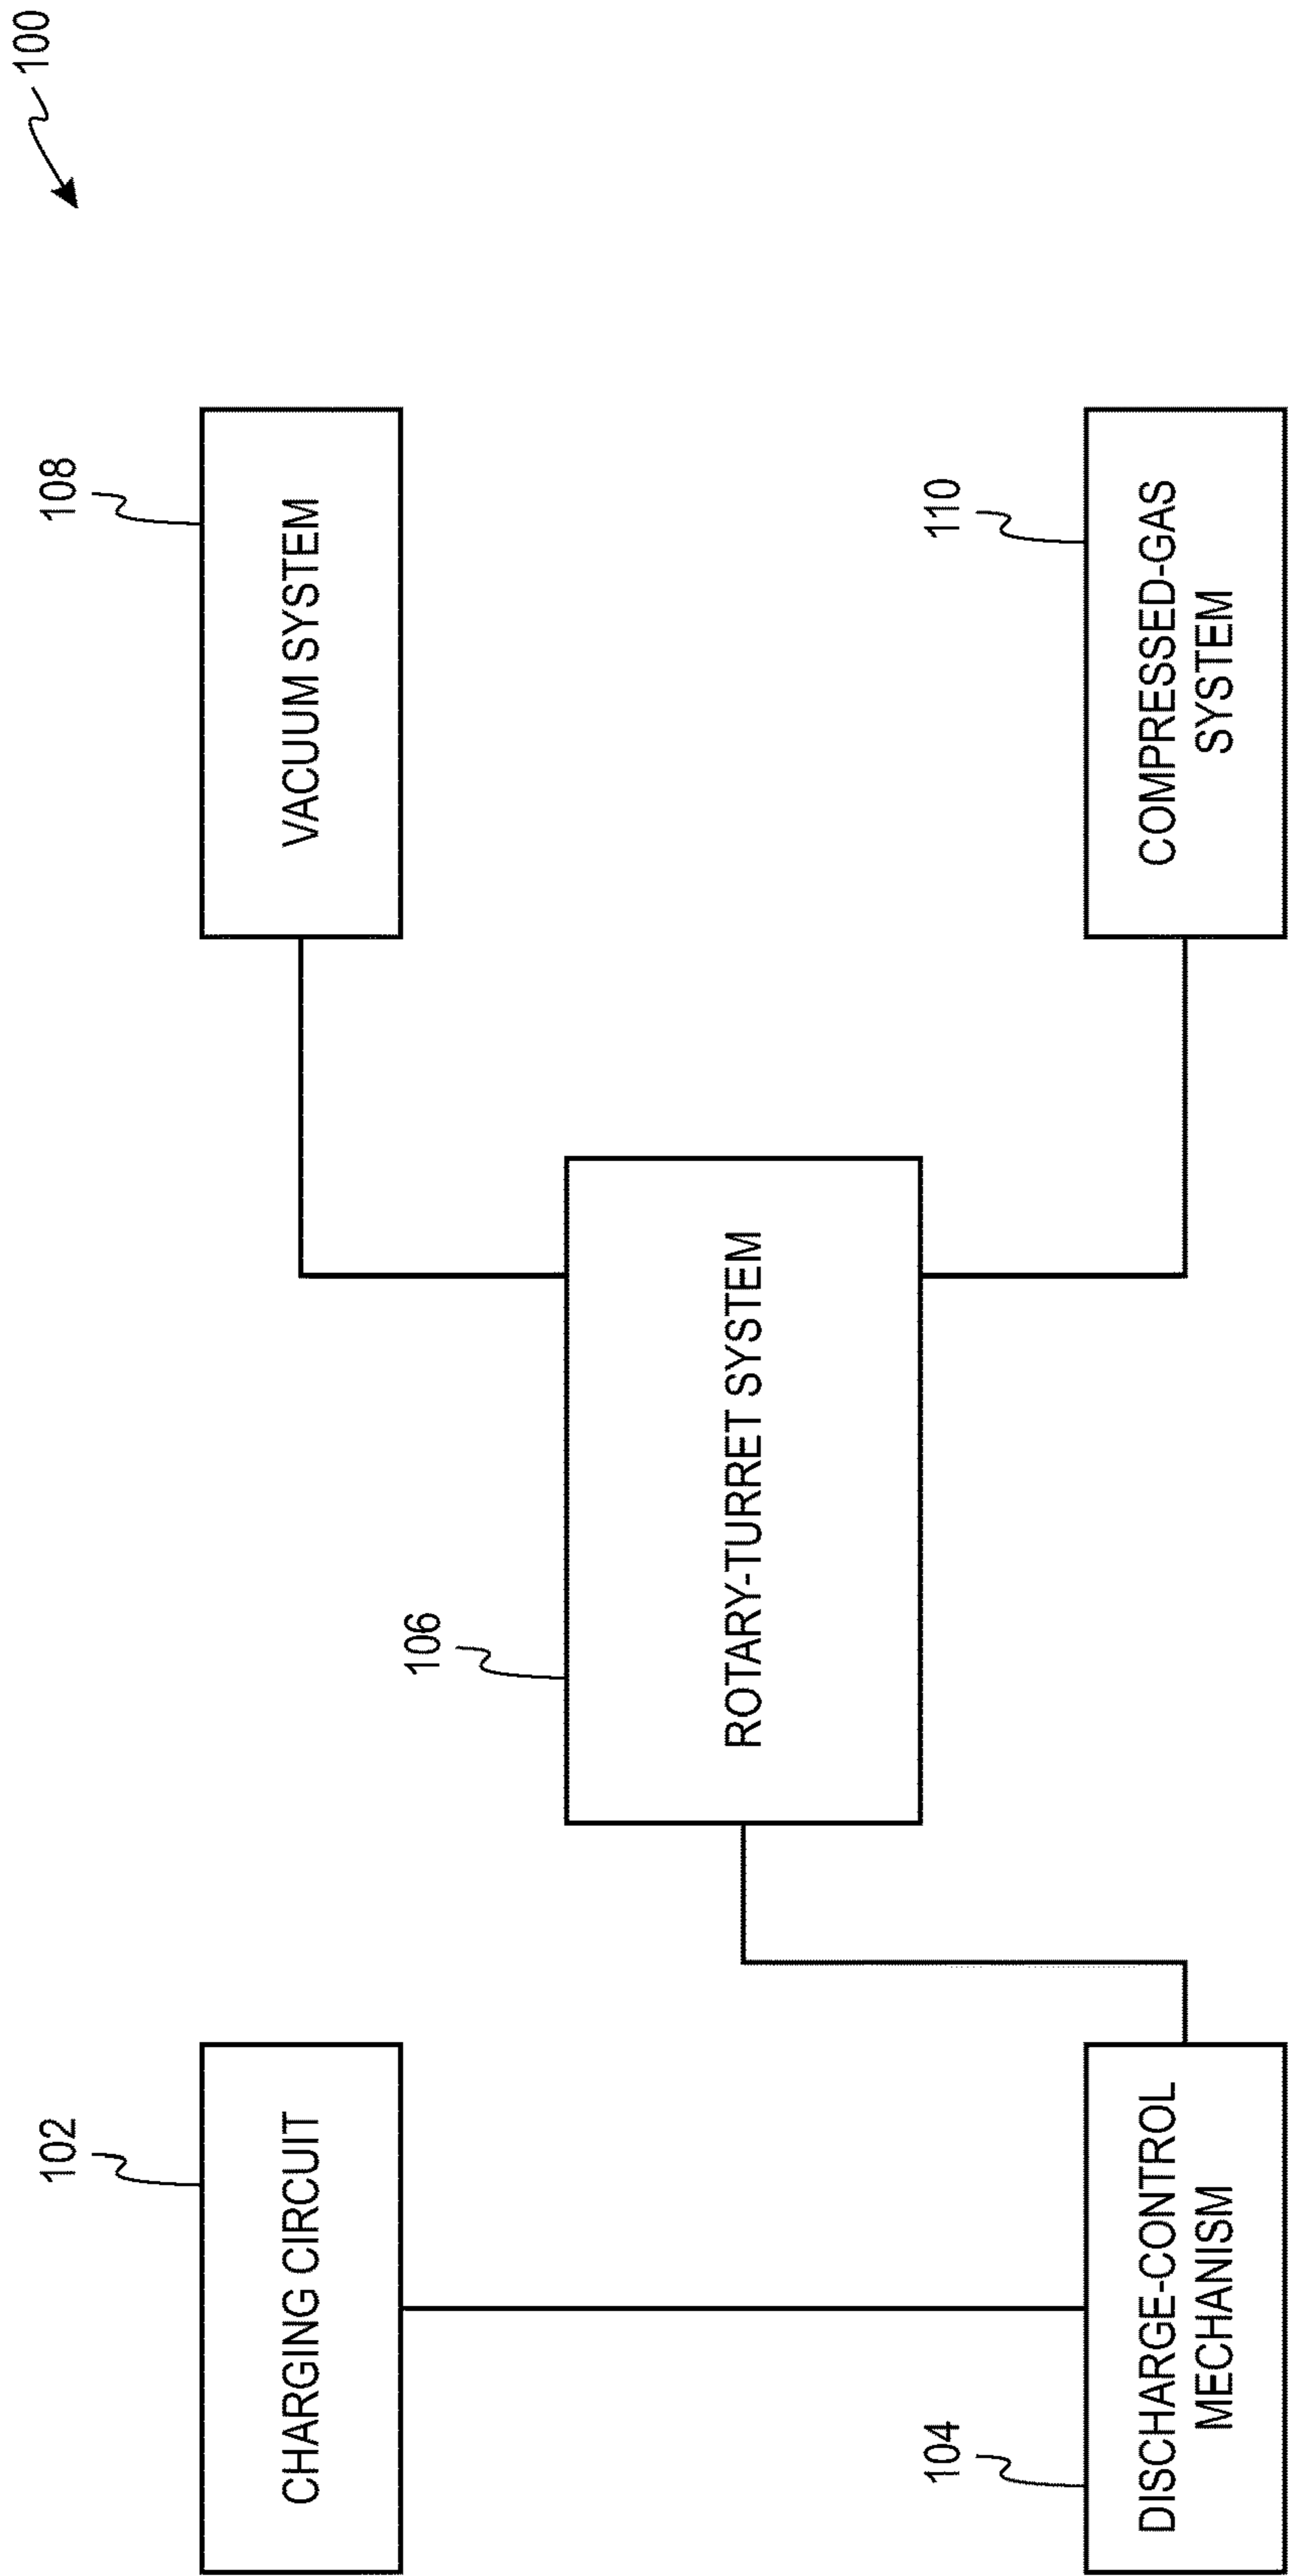 100
102
CHARGING CIRCUIT
108
VACUUM SYSTEM
106
ROTARY-TURRET SYSTEM
104
DISCHARGE-CONTROL
MECHANISM
110
COMPRESSED-GAS
SYSTEM